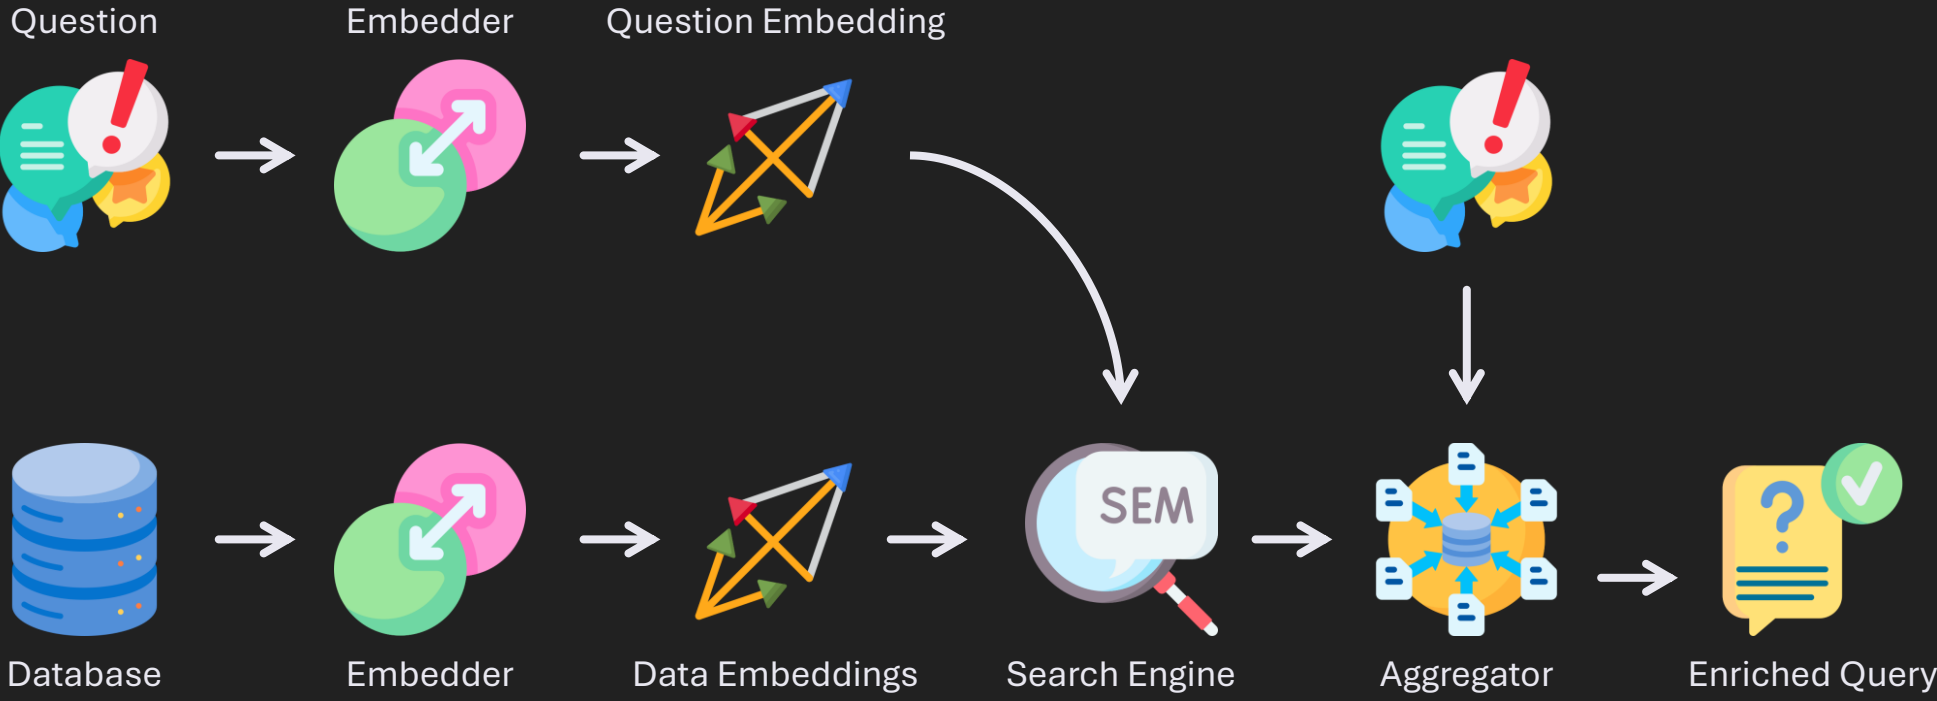 Question
Embedder
Question Embedding
SEM
Database
Embedder
Data Embeddings
Search Engine
Aggregator
Enriched Query